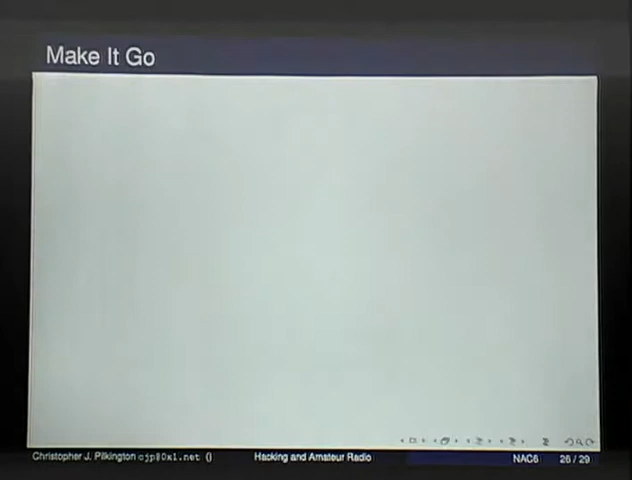 Make It Go
Christopher J. Pilkington cjp@0x1.net () Hacking and Amateur Radio NAC6 26 / 29